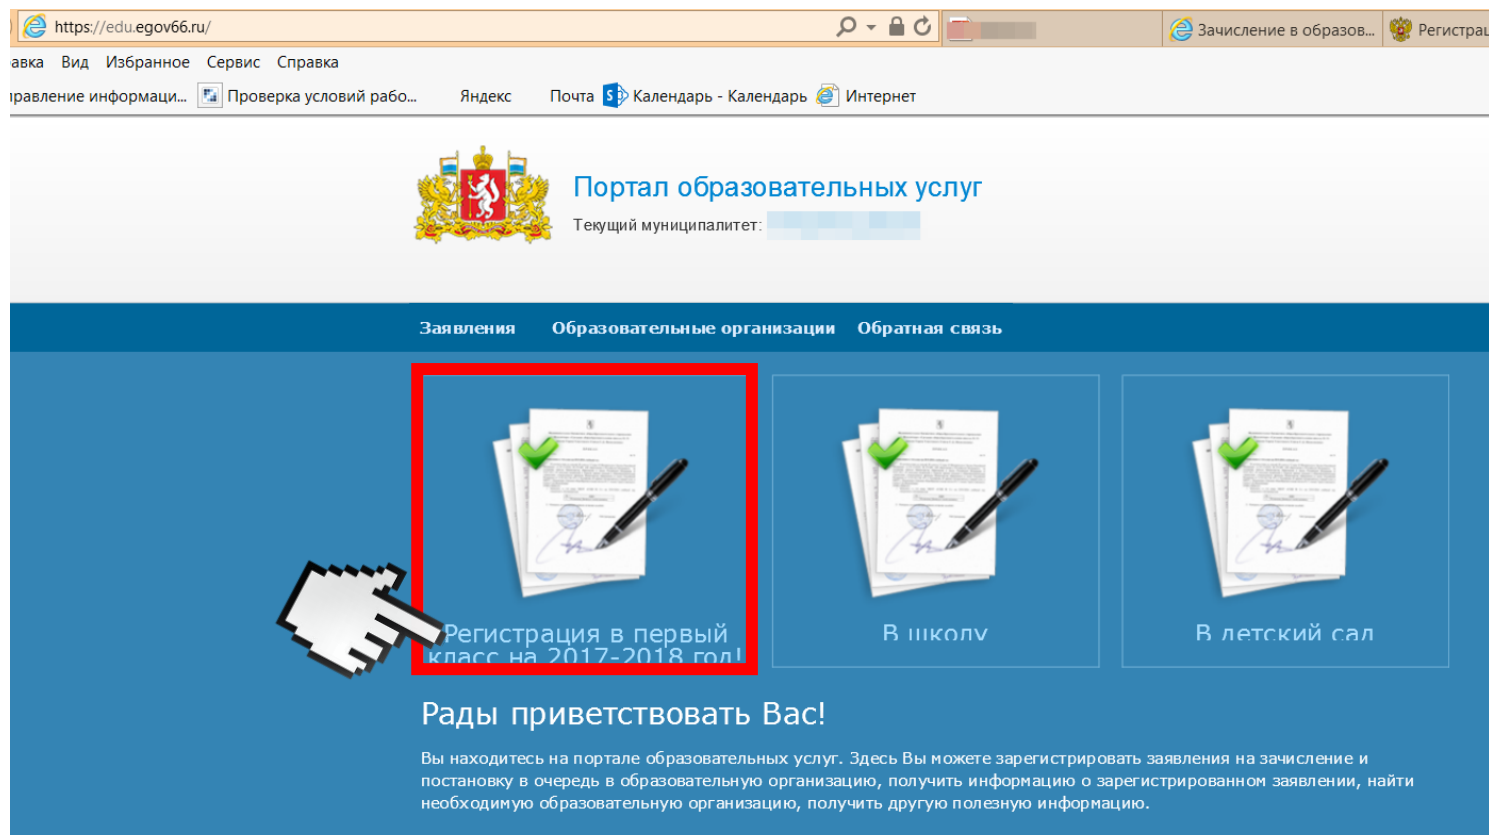 https://edu.egov66.ru/
Зачисление в образов...
Регистрац
авка Вид Избранное Сервис Справка
правление информаци... Проверка условий рабо... Яндекс Почта Календарь - Календарь Интернет
Портал образовательных услуг
Текущий муниципалитет:
Заявления Образовательные организации Обратная связь
Регистрация в первый
класс на 2017-2018 год!
В школу
В детский сад
Рады приветствовать Вас!
Вы находитесь на портале образовательных услуг. Здесь Вы можете зарегистрировать заявления на зачисление и
постановку в очередь в образовательную организацию, получить информацию о зарегистрированном заявлении, найти
необходимую образовательную организацию, получить другую полезную информацию.